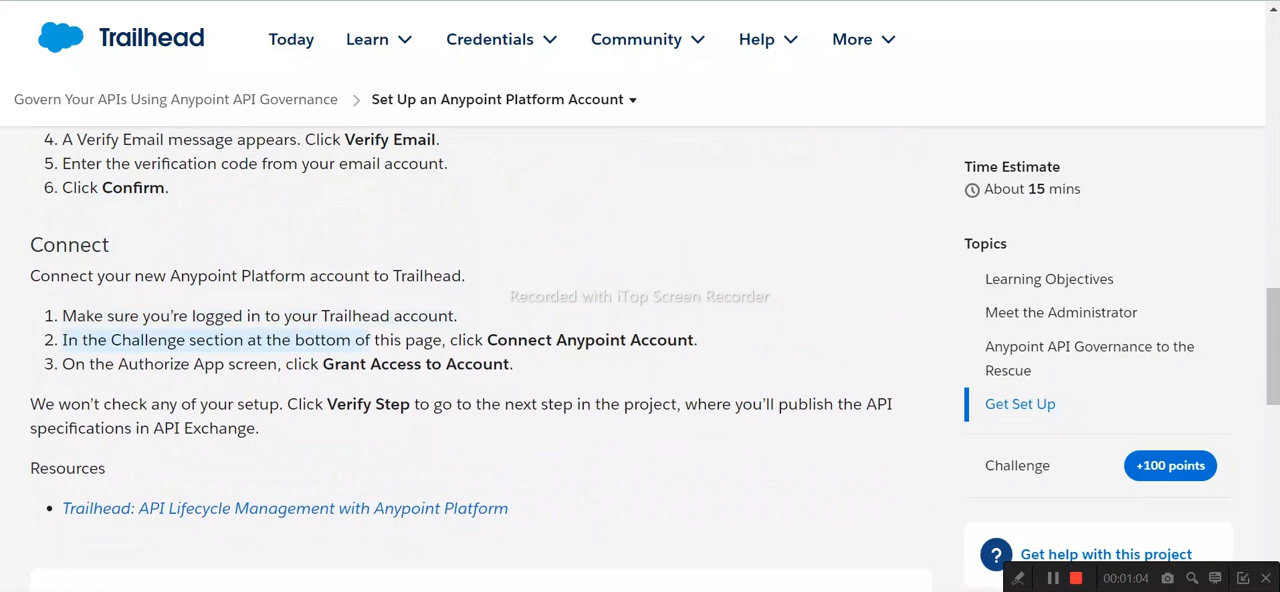 Trailhead
Today Learn Credentials Community Help More
Govern Your APIs Using Anypoint API Governance > Set Up an Anypoint Platform Account
4. A Verify Email message appears. Click Verify Email.
5. Enter the verification code from your email account.
6. Click Confirm.
Connect
Connect your new Anypoint Platform account to Trailhead.
1. Make sure you’re logged in to your Trailhead account.
2. In the Challenge section at the bottom of this page, click Connect Anypoint Account.
3. On the Authorize App screen, click Grant Access to Account.
We won’t check any of your setup. Click Verify Step to go to the next step in the project, where you’ll publish the API
specifications in API Exchange.
Resources
• Trailhead: API Lifecycle Management with Anypoint Platform
Recorded with iTop Screen Recorder
Time Estimate
About 15 mins
Topics
Learning Objectives
Meet the Administrator
Anypoint API Governance to the
Rescue
Get Set Up
Challenge +100 points
? Get help with this project
00:01:04